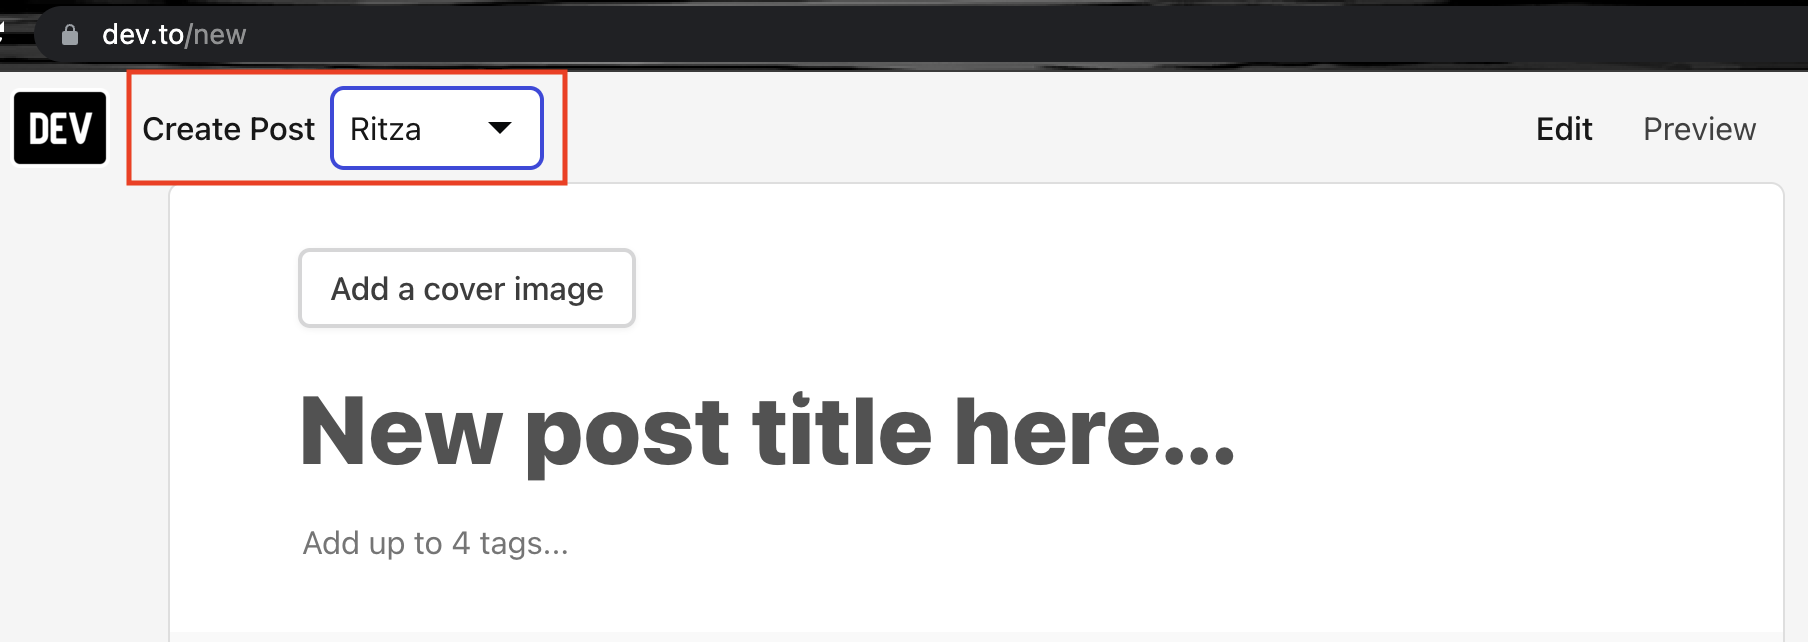 dev.to/new
DEV Create Post Ritza Edit Preview
Add a cover image
New post title here...
Add up to 4 tags...